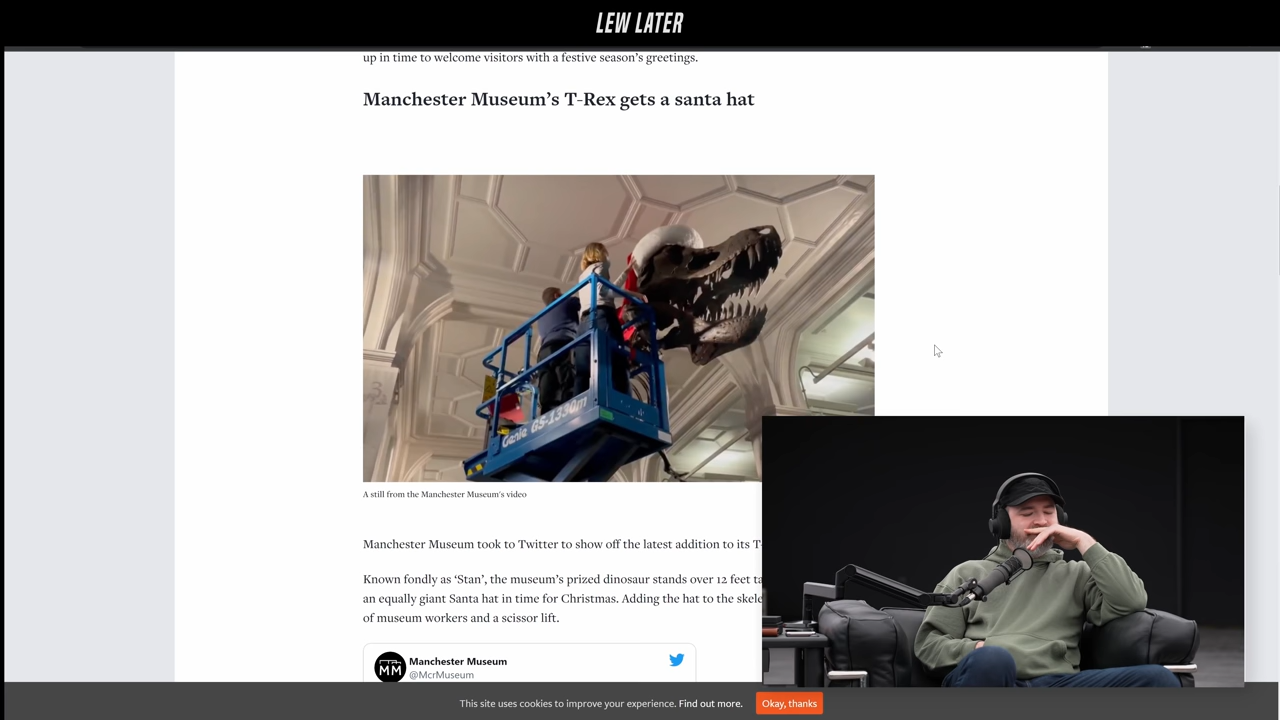 LEW LATER
up in time to welcome visitors with a festive season’s greetings.
Manchester Museum’s T-Rex gets a santa hat
Genie GS-1330m
A still from the Manchester Museum's video
Manchester Museum took to Twitter to show off the latest addition to its T-
Known fondly as ‘Stan’, the museum’s prized dinosaur stands over 12 feet ta
an equally giant Santa hat in time for Christmas. Adding the hat to the skele
of museum workers and a scissor lift.
MM
Manchester Museum
@McrMuseum
This site uses cookies to improve your experience. Find out more.
Okay, thanks